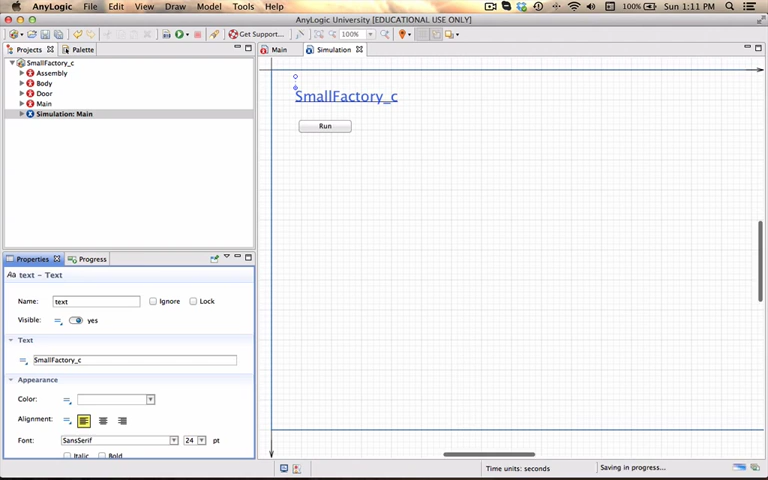 AnyLogic File Edit View Draw Model Tools Help 100% Sun 1:11 PM
AnyLogic University [EDUCATIONAL USE ONLY]
Get Support... 100%
Projects Palette
Main Simulation
SmallFactory_c
Assembly
Body
Door
Main
Simulation: Main
SmallFactory_c
Run
Properties Progress
Aa text - Text
Name: text Ignore Lock
Visible: yes
Text
SmallFactory_c
Appearance
Color:
Alignment:
Font: SansSerif 24 pt
Italic Bold
Time units: seconds Saving in progress...